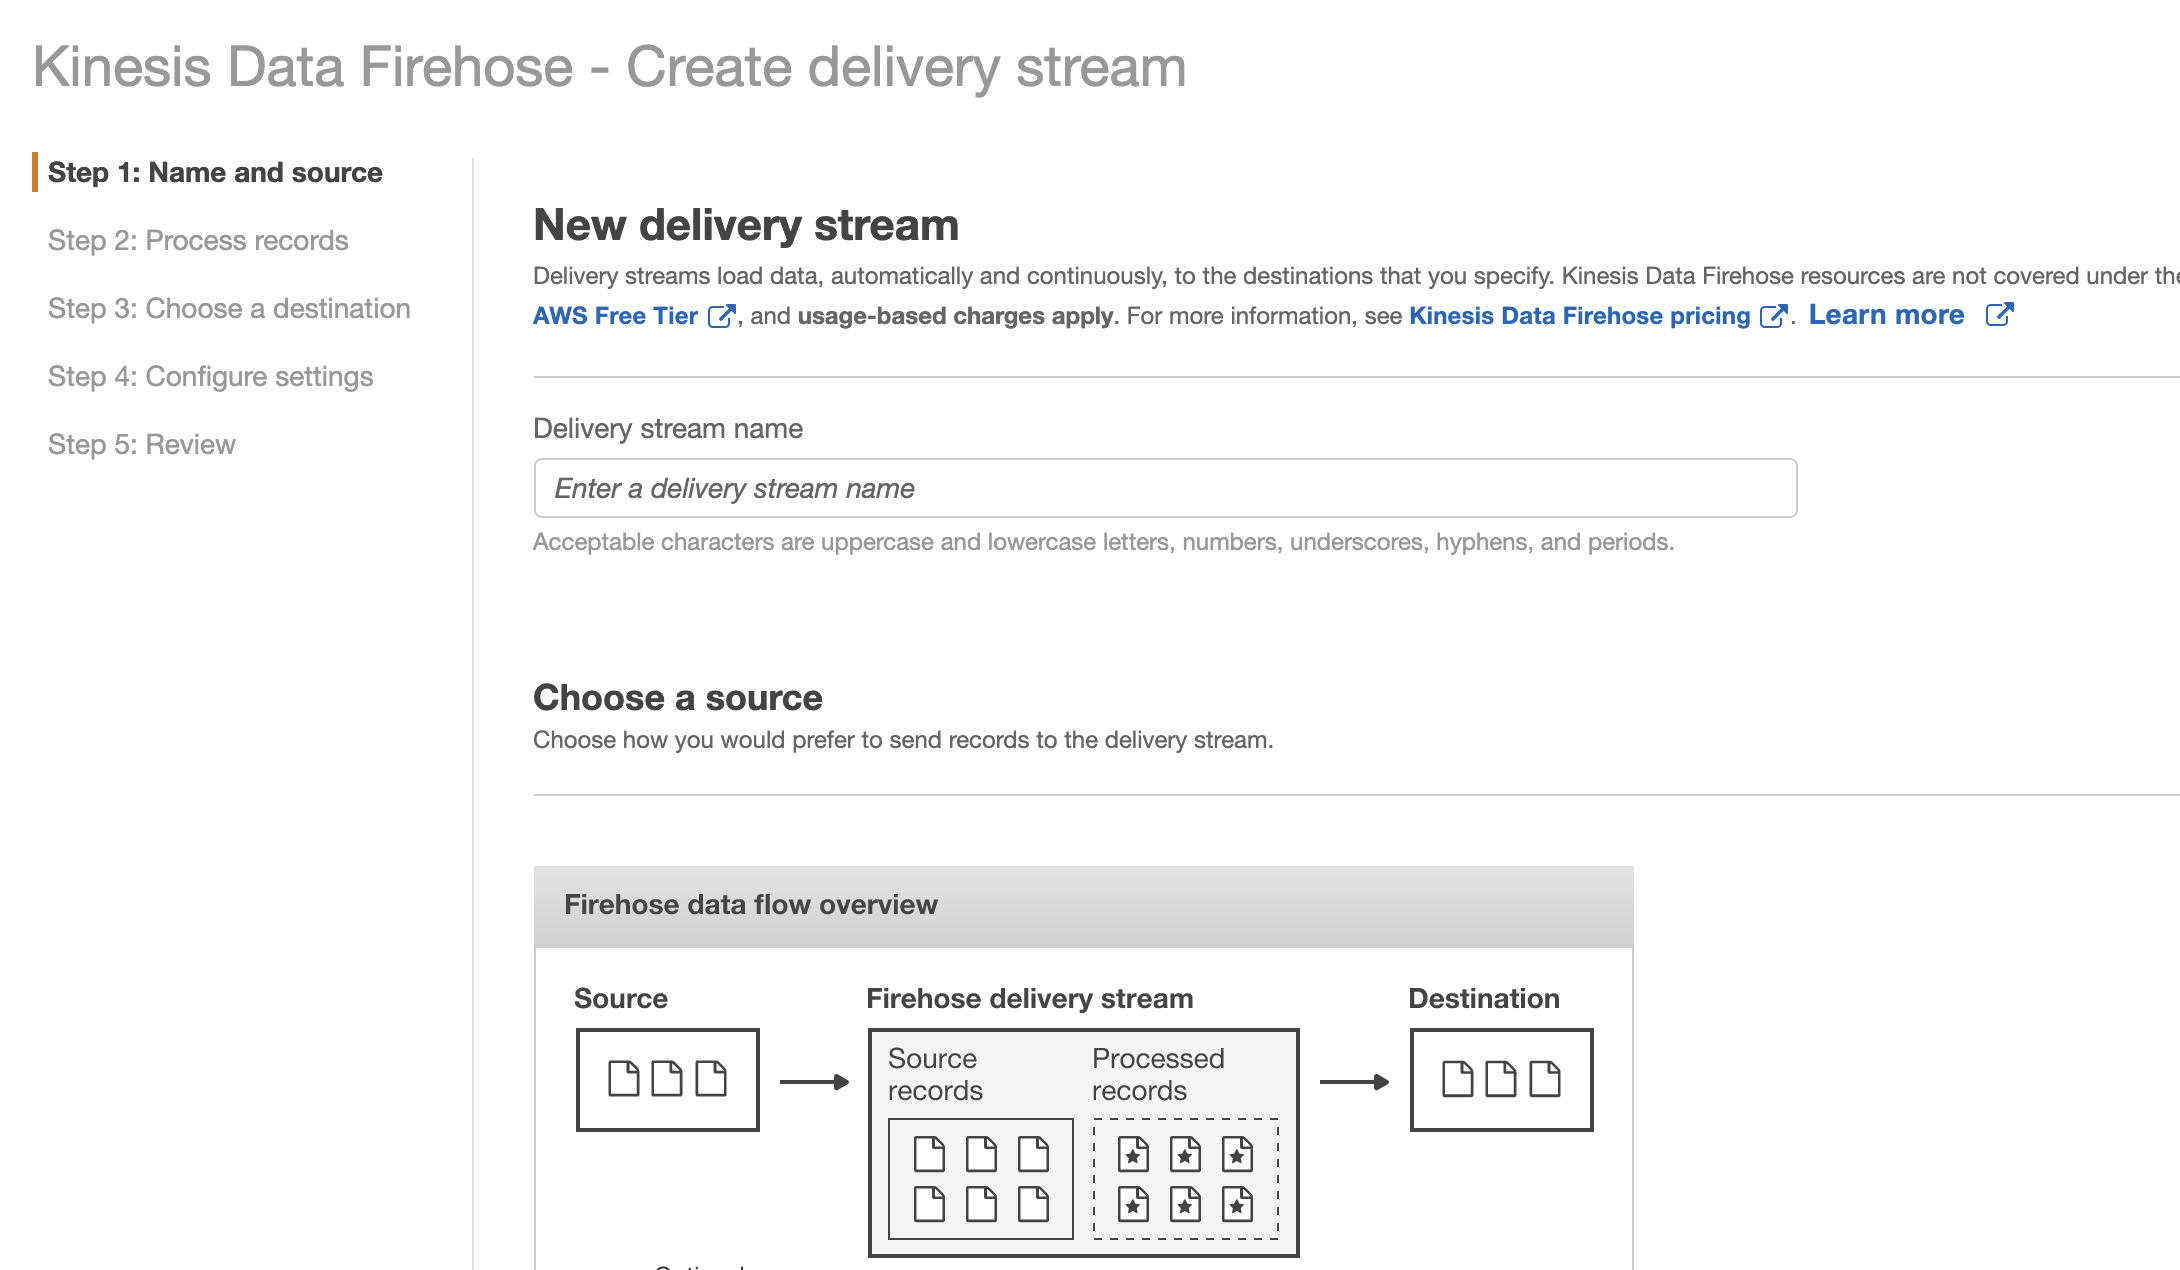 Kinesis Data Firehose - Create delivery stream
Step 1: Name and source
Step 2: Process records
Step 3: Choose a destination
Step 4: Configure settings
Step 5: Review
New delivery stream
Delivery streams load data, automatically and continuously, to the destinations that you specify. Kinesis Data Firehose resources are not covered under the
AWS Free Tier, and usage-based charges apply. For more information, see Kinesis Data Firehose pricing. Learn more
Delivery stream name
Enter a delivery stream name
Acceptable characters are uppercase and lowercase letters, numbers, underscores, hyphens, and periods.
Choose a source
Choose how you would prefer to send records to the delivery stream.
Firehose data flow overview
Source
Firehose delivery stream
Destination
Source records
Processed records